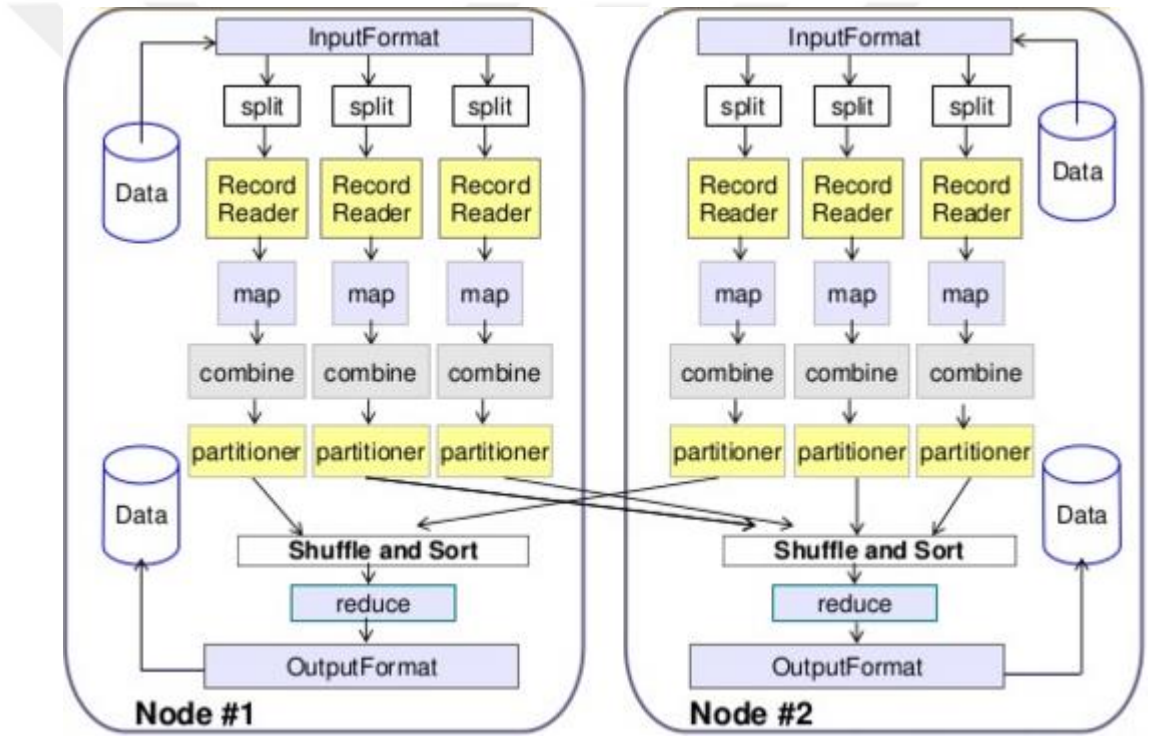 InputFormat
InputFormat
split split split
split split split
Data
Record Reader
Record Reader
Record Reader
Record Reader
Record Reader
Record Reader
Data
map map map
map map map
combine combine combine
combine combine combine
partitioner partitioner partitioner
partitioner partitioner partitioner
Data
Data
Shuffle and Sort
Shuffle and Sort
reduce
reduce
OutputFormat
OutputFormat
Node #1
Node #2